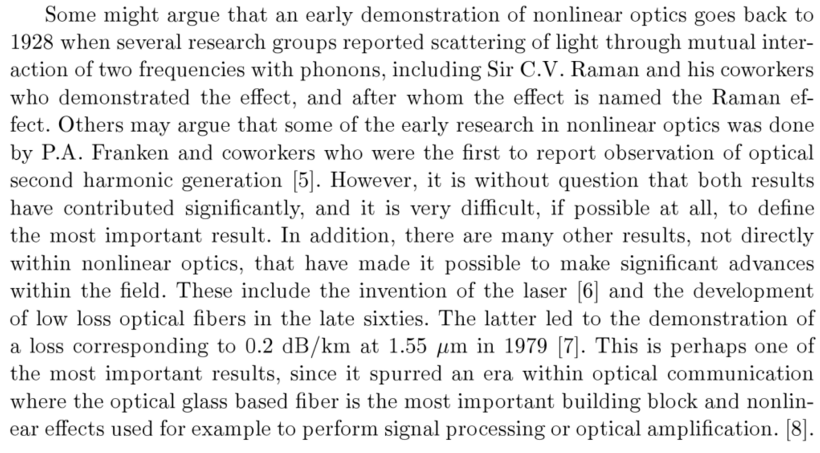 Some might argue that an early demonstration of nonlinear optics goes back to
1928 when several research groups reported scattering of light through mutual inter-
action of two frequencies with phonons, including Sir C.V. Raman and his coworkers
who demonstrated the effect, and after whom the effect is named the Raman ef-
fect. Others may argue that some of the early research in nonlinear optics was done
by P.A. Franken and coworkers who were the first to report observation of optical
second harmonic generation [5]. However, it is without question that both results
have contributed significantly, and it is very difficult, if possible at all, to define
the most important result. In addition, there are many other results, not directly
within nonlinear optics, that have made it possible to make significant advances
within the field. These include the invention of the laser [6] and the development
of low loss optical fibers in the late sixties. The latter led to the demonstration of
a loss corresponding to 0.2 dB/km at 1.55 μm in 1979 [7]. This is perhaps one of
the most important results, since it spurred an era within optical communication
where the optical glass based fiber is the most important building block and nonlin-
ear effects used for example to perform signal processing or optical amplification. [8].